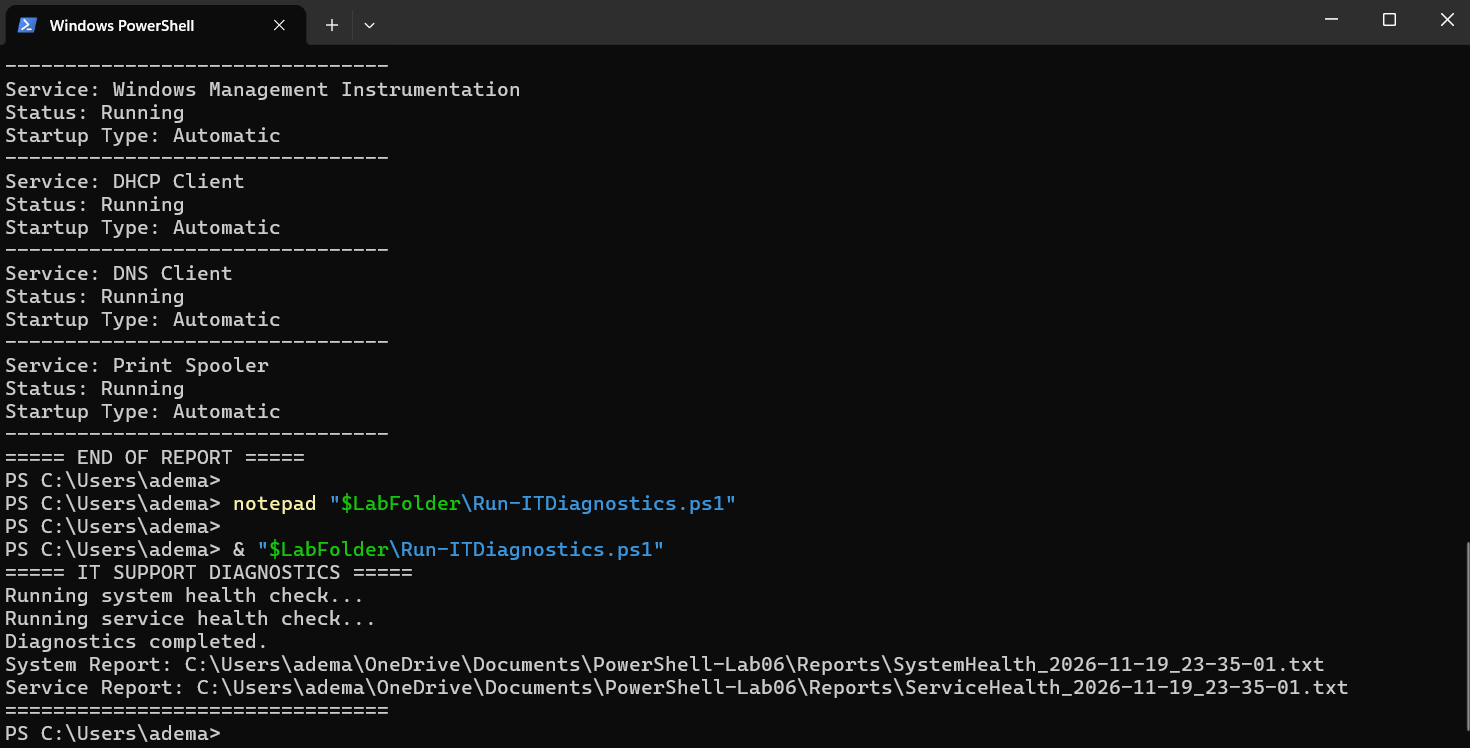 Windows PowerShell
--------------------------------
Service: Windows Management Instrumentation
Status: Running
Startup Type: Automatic
--------------------------------
Service: DHCP Client
Status: Running
Startup Type: Automatic
--------------------------------
Service: DNS Client
Status: Running
Startup Type: Automatic
--------------------------------
Service: Print Spooler
Status: Running
Startup Type: Automatic
--------------------------------
===== END OF REPORT =====
PS C:\Users\adema>
PS C:\Users\adema> notepad "$LabFolder\Run-ITDiagnostics.ps1"
PS C:\Users\adema>
PS C:\Users\adema> & "$LabFolder\Run-ITDiagnostics.ps1"
===== IT SUPPORT DIAGNOSTICS =====
Running system health check...
Running service health check...
Diagnostics completed.
System Report: C:\Users\adema\OneDrive\Documents\PowerShell-Lab06\Reports\SystemHealth_2026-11-19_23-35-01.txt
Service Report: C:\Users\adema\OneDrive\Documents\PowerShell-Lab06\Reports\ServiceHealth_2026-11-19_23-35-01.txt
================================
PS C:\Users\adema>